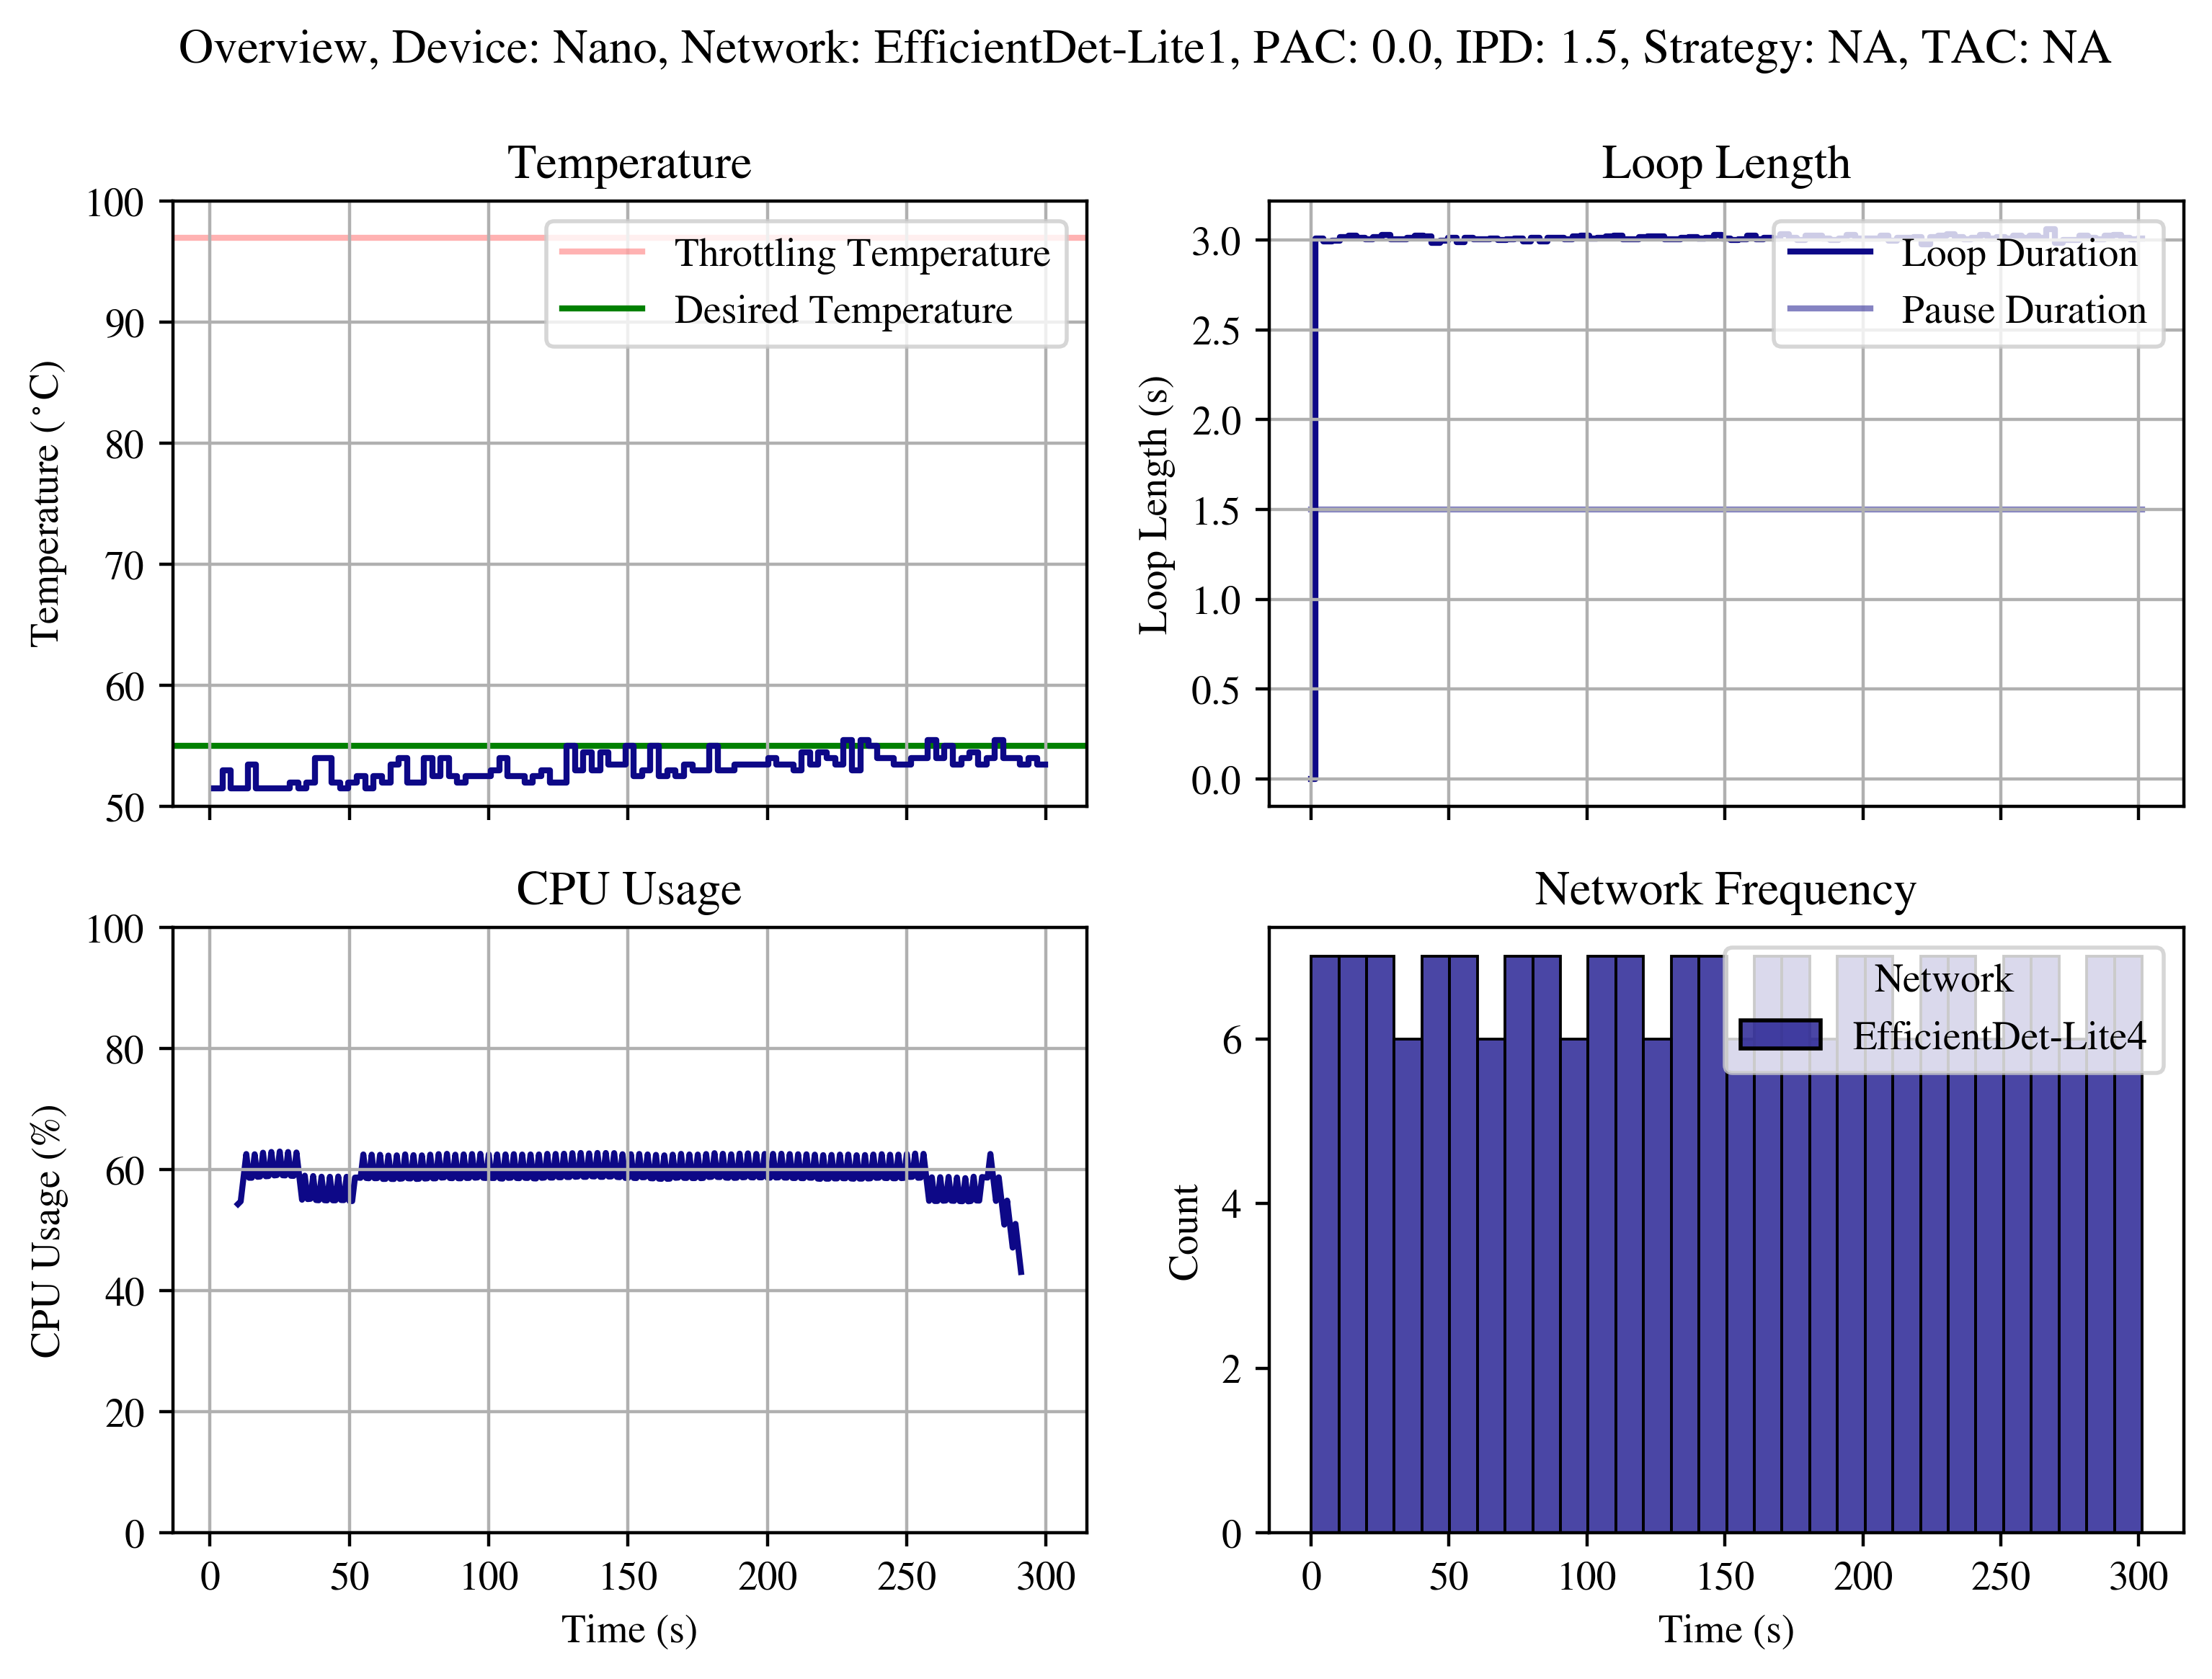 Overview, Device: Nano, Network: EfficientDet-Lite1, PAC: 0.0, IPD: 1.5, Strategy: NA, TAC: NA
Temperature
100
90
80
70
60
50
Temperature (°C)
Throttling Temperature
Desired Temperature
Loop Length
3.0
2.5
2.0
1.5
1.0
0.5
0.0
Loop Length (s)
Loop Duration
Pause Duration
CPU Usage
100
80
60
40
20
0
CPU Usage (%)
0 50 100 150 200 250 300
Time (s)
Network Frequency
6
4
2
0
Count
Network
EfficientDet-Lite4
0 50 100 150 200 250 300
Time (s)